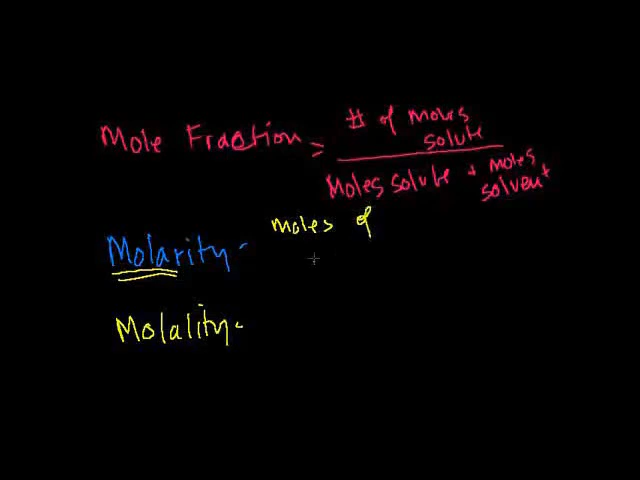 Mole Fraction = # of moles solute
Moles solute + moles solvent
Molarity - moles of
Molality -